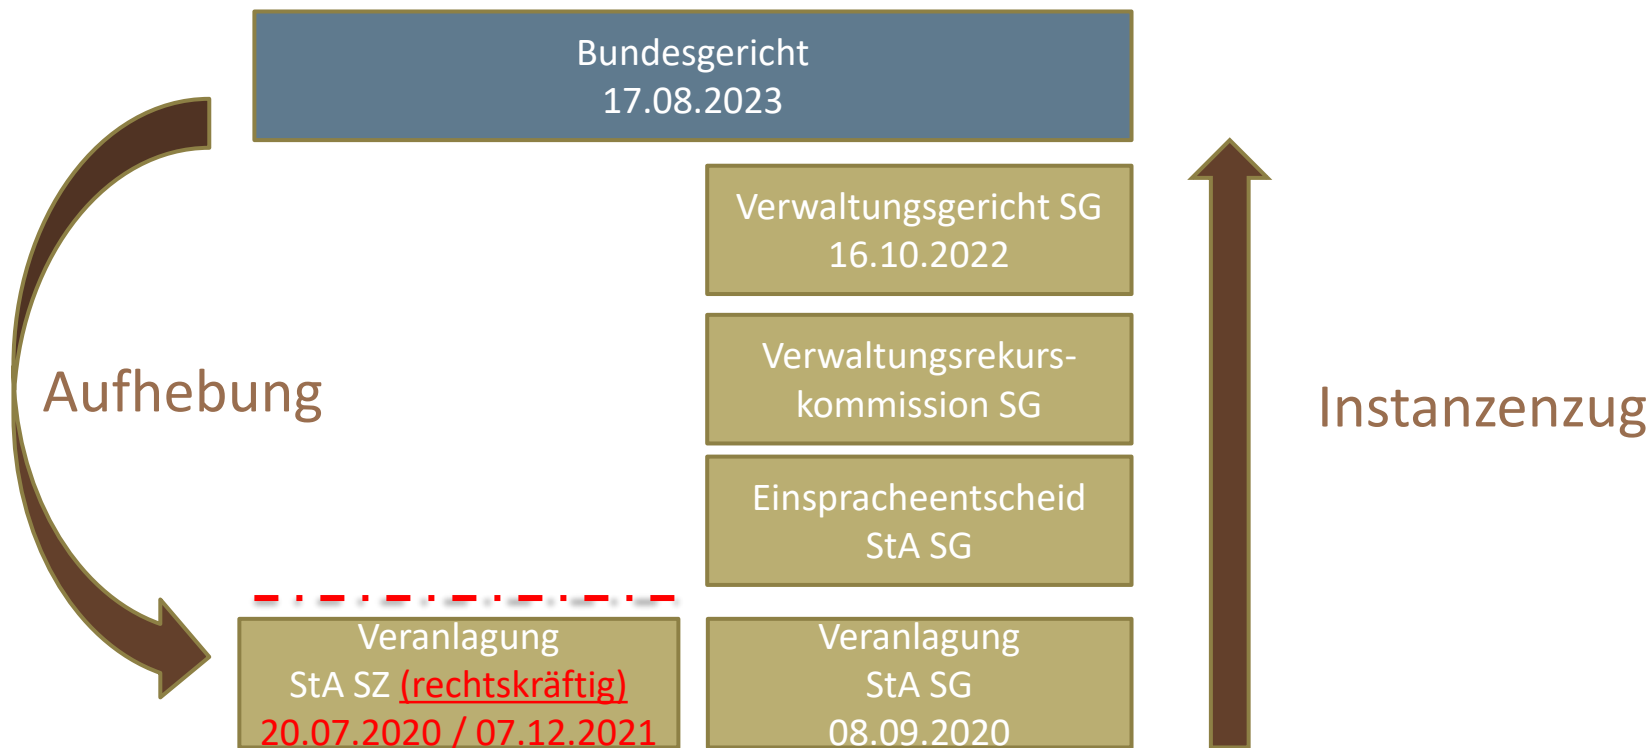 Bundesgericht
17.08.2023
Verwaltungsgericht SG
16.10.2022
Verwaltungsrekurs-
kommission SG
Aufhebung
Instanzenzug
Einspracheentscheid
StA SG
Veranlagung
StA SZ (rechtskräftig)
20.07.2020 / 07.12.2021
Veranlagung
StA SG
08.09.2020